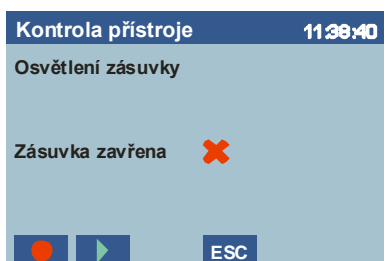 Kontrola přístroje 11:38:40
Osvětlení zásuvky
Zásuvka zavřena
ESC